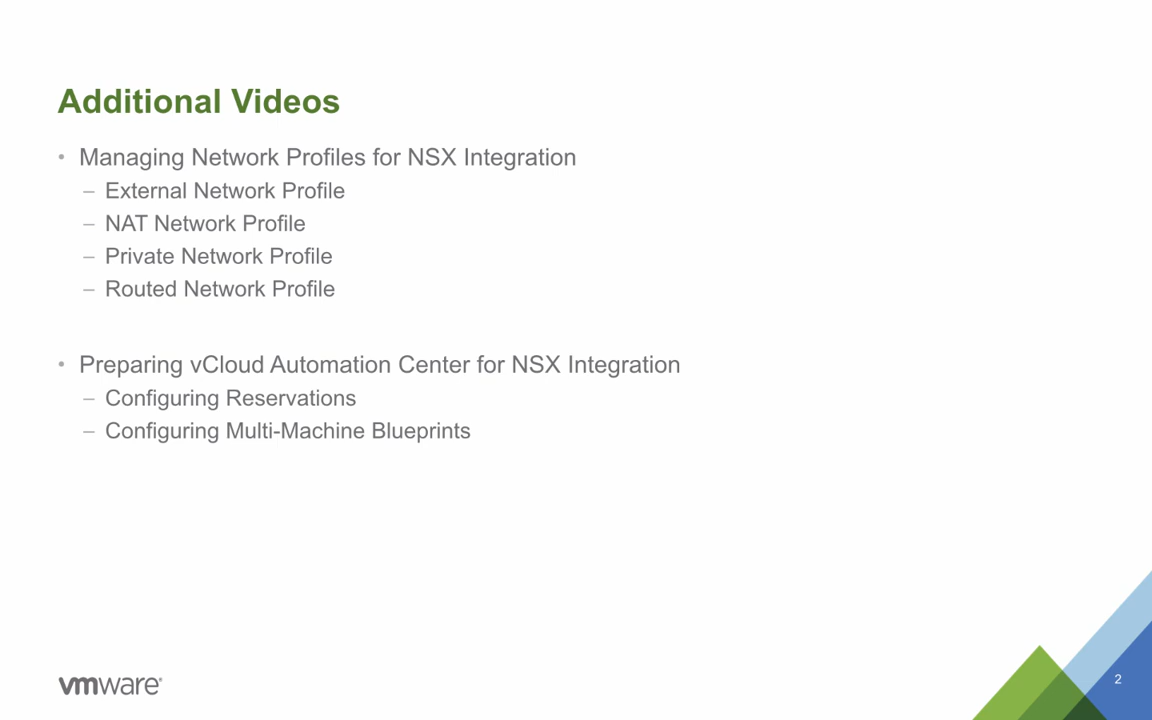 Additional Videos
• Managing Network Profiles for NSX Integration
– External Network Profile
– NAT Network Profile
– Private Network Profile
– Routed Network Profile
• Preparing vCloud Automation Center for NSX Integration
– Configuring Reservations
– Configuring Multi-Machine Blueprints
vmware®
2